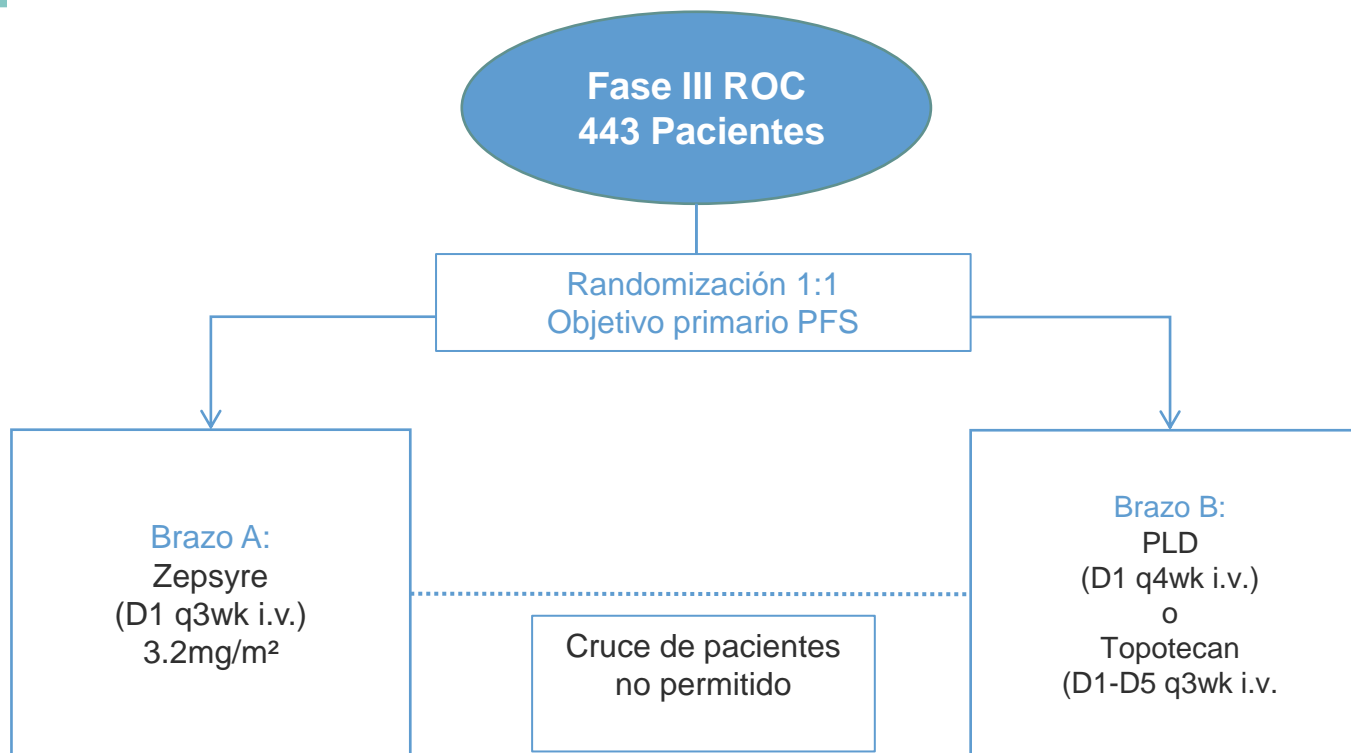 Fase III ROC
443 Pacientes
Randomización 1:1
Objetivo primario PFS
Brazo A:
Zepsyre
(D1 q3wk i.v.)
3.2mg/m²
Cruce de pacientes
no permitido
Brazo B:
PLD
(D1 q4wk i.v.)
o
Topotecan
(D1-D5 q3wk i.v.